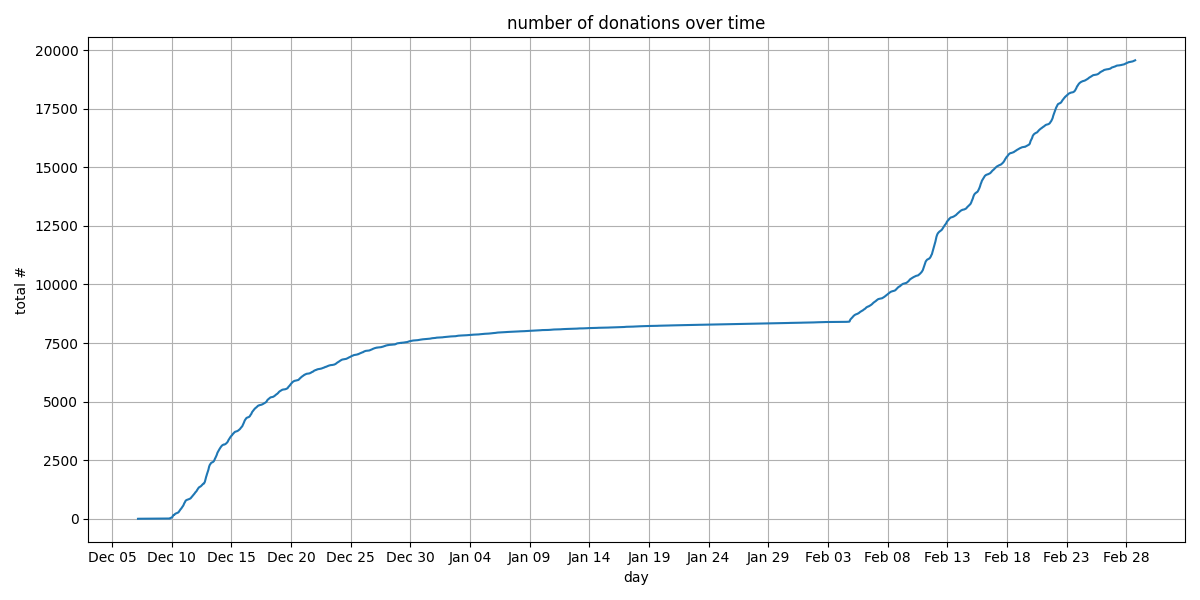 number of donations over time
20000
17500
15000
12500
10000
7500
5000
2500
0
total #
Dec 05 Dec 10 Dec 15 Dec 20 Dec 25 Dec 30 Jan 04 Jan 09 Jan 14 Jan 19 Jan 24 Jan 29 Feb 03 Feb 08 Feb 13 Feb 18 Feb 23 Feb 28
day